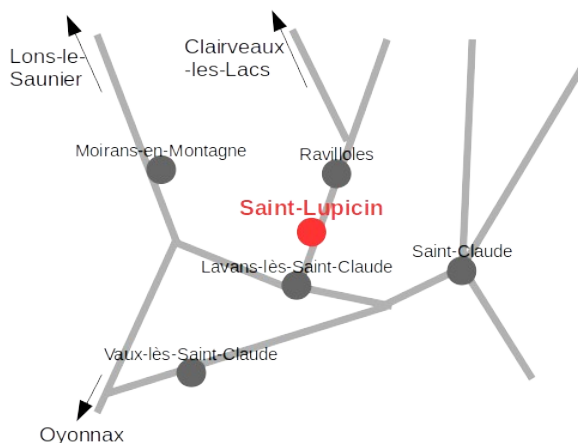 Lons-le-
Saunier
Clairveaux
-les-Lacs
Moirans-en-Montagne
Ravilloles
Saint-Lupicin
Saint-Claude
Lavans-lès-Saint-Claude
Vaux-lès-Saint-Claude
Oyonnax